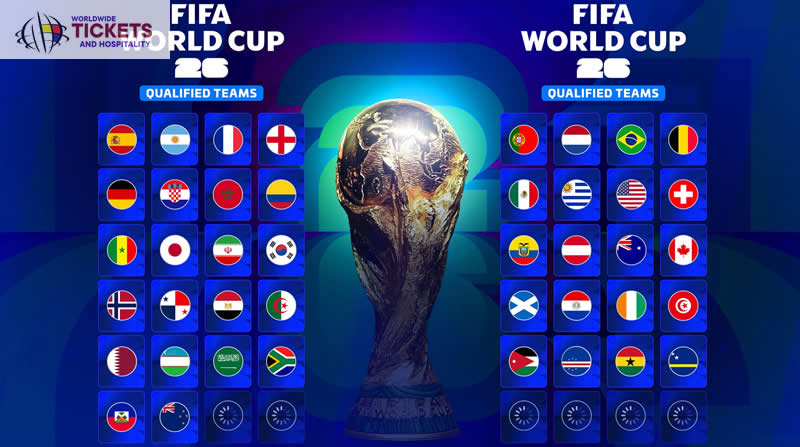 WORLDWIDE
TICKETS
AND HOSPITALITY
FIFA
WORLD CUP
26
QUALIFIED TEAMS
FIFA
WORLD CUP
26
QUALIFIED TEAMS